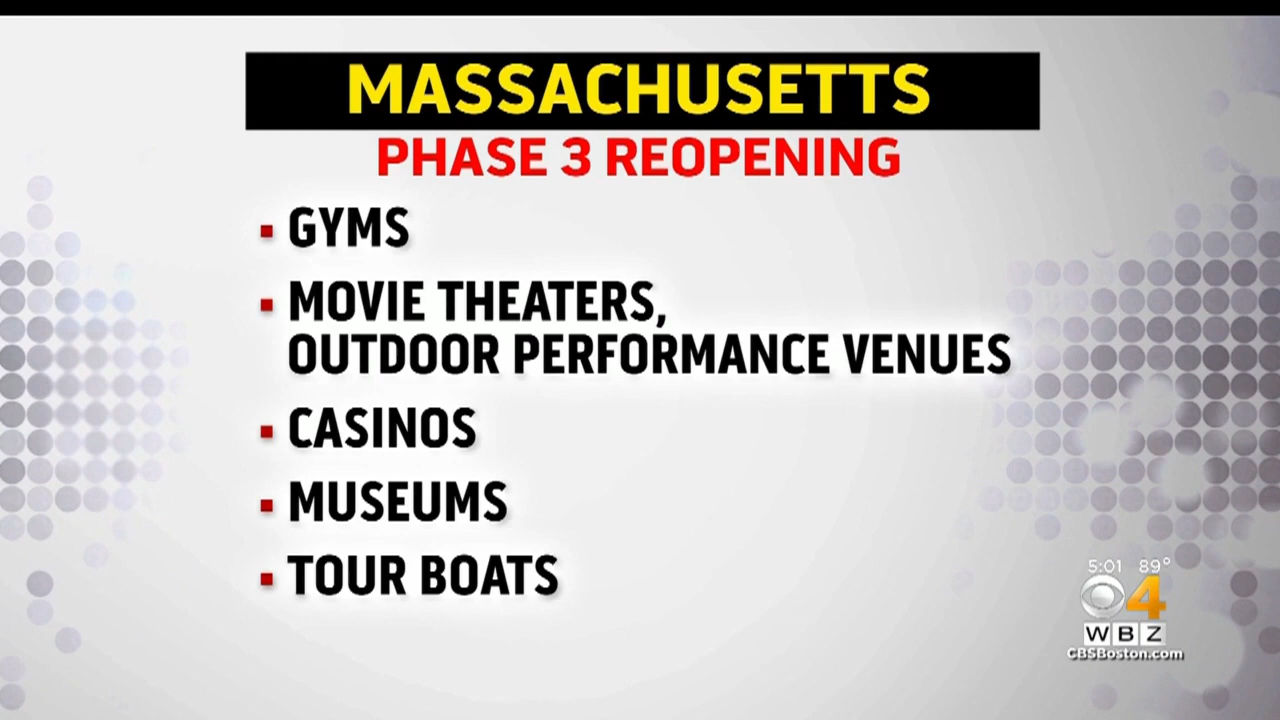 MASSACHUSETTS
PHASE 3 REOPENING
▪ GYMS
▪ MOVIE THEATERS,
OUTDOOR PERFORMANCE VENUES
▪ CASINOS
▪ MUSEUMS
▪ TOUR BOATS
5:01 89°
4
WBZ
CBSBoston.com